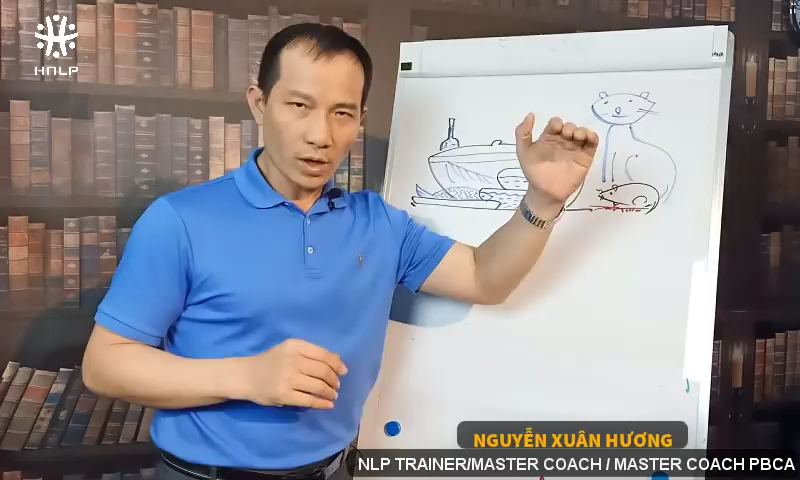 HNLP
NGUYỄN XUÂN HƯƠNG
NLP TRAINER/MASTER COACH / MASTER COACH PBCA